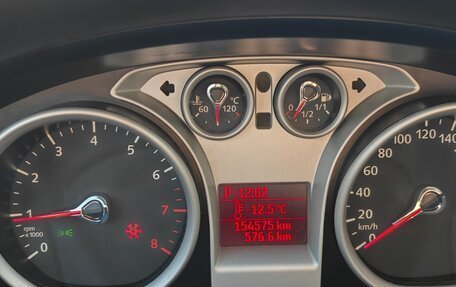 60 °C 120
0 1/2 1/1
0 1 2 3 4 5 6 7 8
rpm
x1000
P 12:02
-12.5 °C
154575 km
576.6 km
0 20 40 60 80 100 120 140
km/h